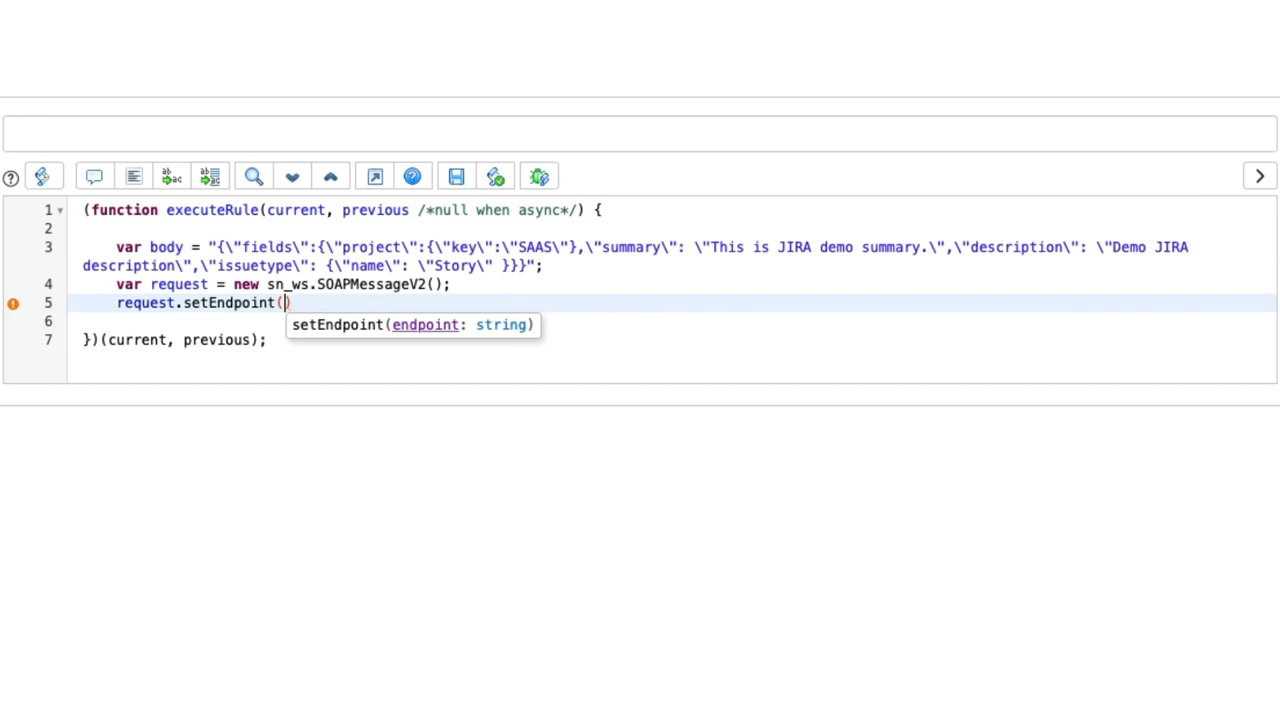 1 (function executeRule(current, previous /*null when async*/) {
2
3 var body = "{\"fields\":{\"project\":{\"key\":\"SAAS\"},\"summary\": \"This is JIRA demo summary.\",\"description\": \"Demo JIRA
description\",\"issuetype\": {\"name\": \"Story\" }}}";
4 var request = new sn_ws.SOAPMessageV2();
5 request.setEndpoint()
setEndpoint(endpoint: string)
6
7 })(current, previous);